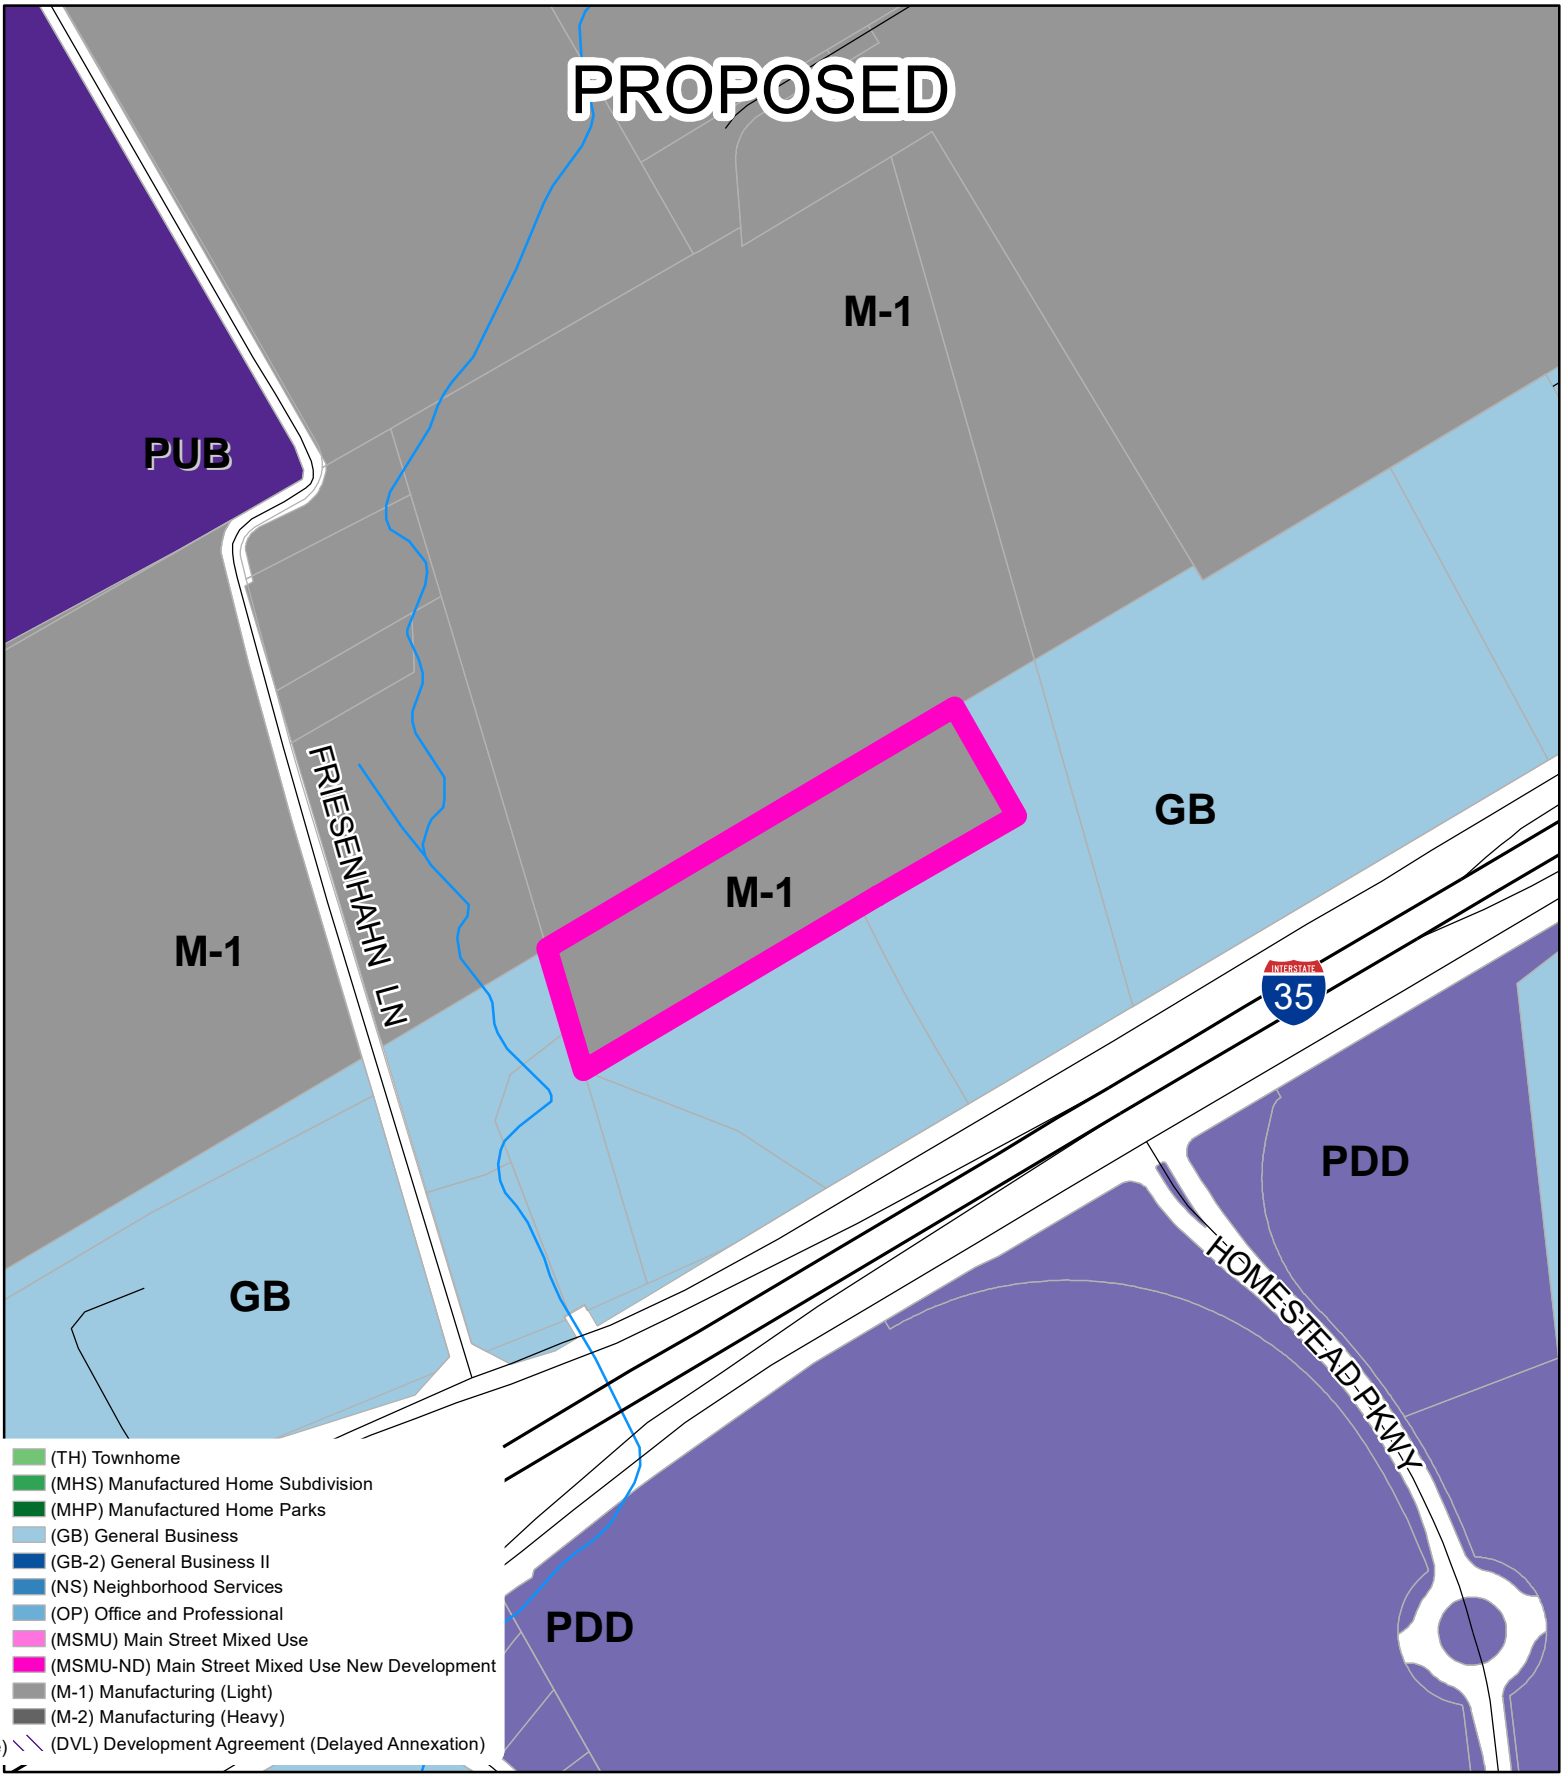 PROPOSED
M-1
PUB
FRIESENHAHN LN
GB
M-1
M-1
INTERSTATE
35
PDD
HOMESTEAD PKWY
GB
PDD
(TH) Townhome
(MHS) Manufactured Home Subdivision
(MHP) Manufactured Home Parks
(GB) General Business
(GB-2) General Business II
(NS) Neighborhood Services
(OP) Office and Professional
(MSMU) Main Street Mixed Use
(MSMU-ND) Main Street Mixed Use New Development
(M-1) Manufacturing (Light)
(M-2) Manufacturing (Heavy)
(DVL) Development Agreement (Delayed Annexation)